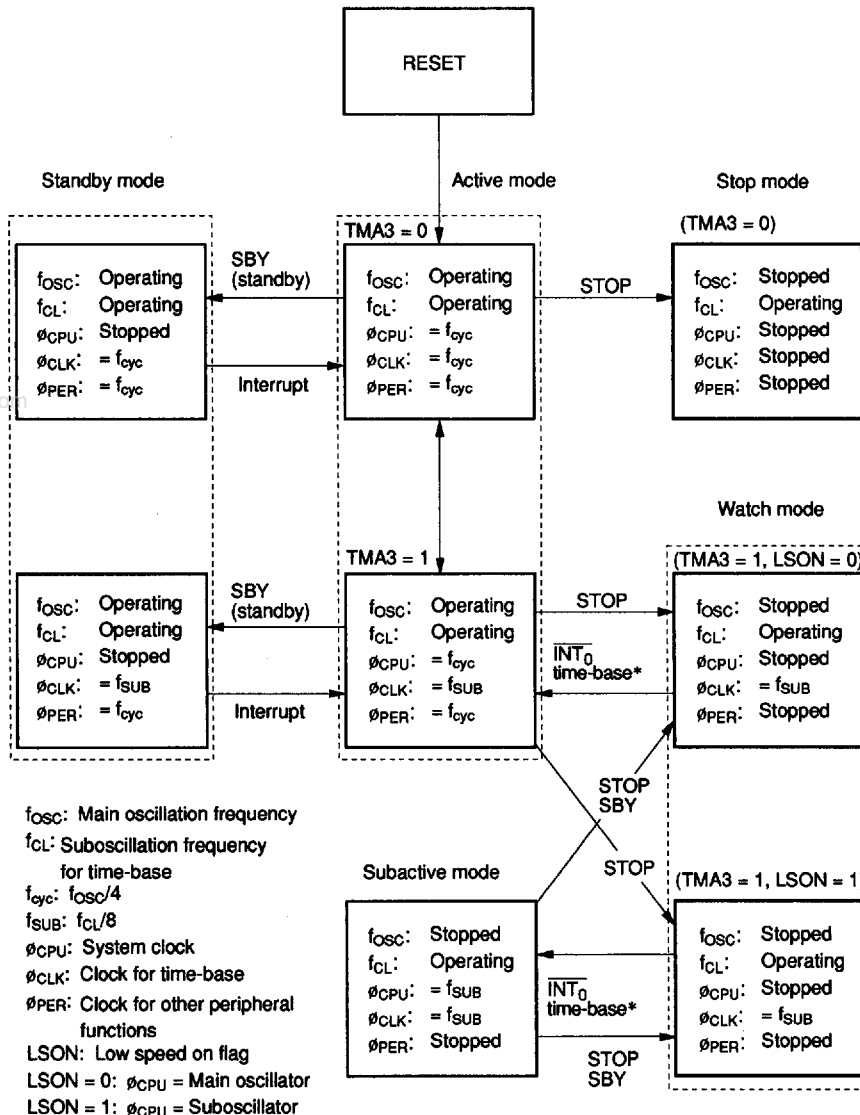 RESET
Standby mode
Active mode
Stop mode
TMA3 = 0
(TMA3 = 0)
fOSC: Operating
fCL: Operating
øCPU: Stopped
øCLK: = fcyc
øPER: = fcyc
SBY
(standby)
Interrupt
fOSC: Operating
fCL: Operating
øCPU: = fcyc
øCLK: = fcyc
øPER: = fcyc
STOP
fOSC: Stopped
fCL: Operating
øCPU: Stopped
øCLK: Stopped
øPER: Stopped
om
Watch mode
TMA3 = 1
(TMA3 = 1, LSON = 0)
fOSC: Operating
fCL: Operating
øCPU: Stopped
øCLK: = fSUB
øPER: = fcyc
SBY
(standby)
Interrupt
fOSC: Operating
fCL: Operating
øCPU: = fcyc
øCLK: = fSUB
øPER: = fcyc
STOP
INT0
time-base*
fOSC: Stopped
fCL: Operating
øCPU: Stopped
øCLK: = fSUB
øPER: Stopped
STOP
SBY
STOP
fOSC: Main oscillation frequency
fCL: Suboscillation frequency
for time-base
fcyc: fOSC/4
fSUB: fCL/8
øCPU: System clock
øCLK: Clock for time-base
øPER: Clock for other peripheral
functions
LSON: Low speed on flag
LSON = 0: øCPU = Main oscillator
LSON = 1: øCPU = Suboscillator
Subactive mode
fOSC: Stopped
fCL: Operating
øCPU: = fSUB
øCLK: = fSUB
øPER: Stopped
INT0
time-base*
STOP
SBY
(TMA3 = 1, LSON = 1
fOSC: Stopped
fCL: Operating
øCPU: Stopped
øCLK: = fSUB
øPER: Stopped